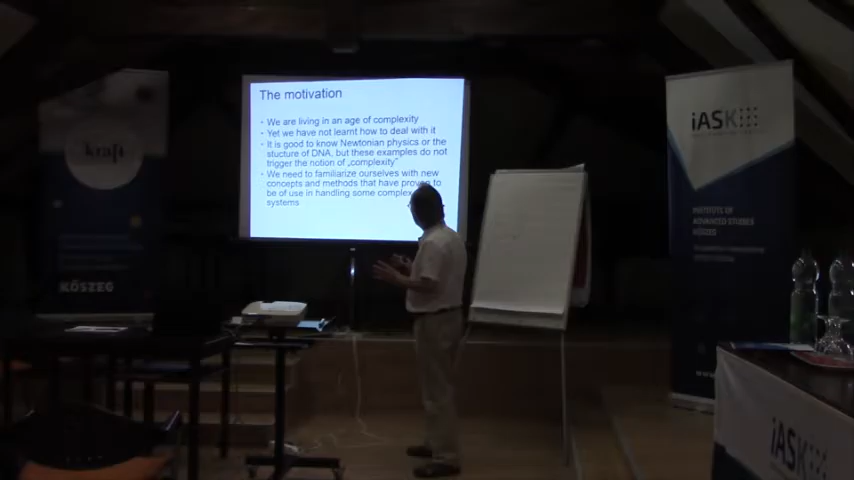 The motivation
· We are living in an age of complexity
· Yet we have not learnt how to deal with it
· It is good to know Newtonian physics or the
stucture of DNA, but these examples do not
trigger the notion of „complexity"
· We need to familiarize ourselves with new
concepts and methods that have proven to
be of use in handling some complex
systems
kraft
KŐSZEG
iASK
INSTITUTE OF
ADVANCED STUDIES
KŐSZEG
iASK